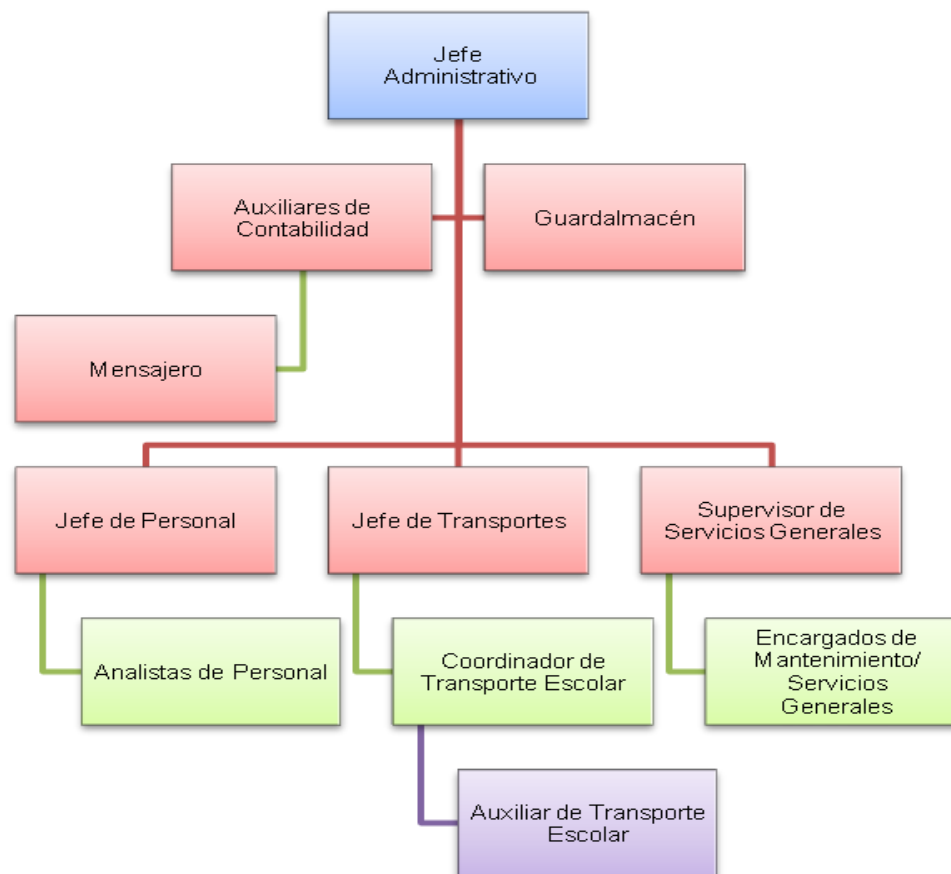 Jefe
Administrativo
Auxiliares de
Contabilidad
Guardalmacén
Mensajero
Jefe de Personal
Jefe de Transportes
Supervisor de
Servicios Generales
Analistas de Personal
Coordinador de
Transporte Escolar
Encargados de
Mantenimiento/
Servicios
Generales
Auxiliar de Transporte
Escolar